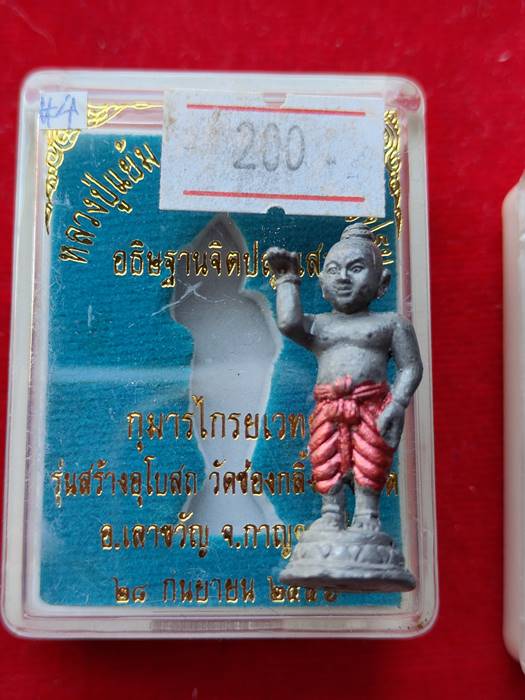 #4
200.-
หลวงปู่แย้ม
อธิษฐานจิตปลุกเส
กุมารไกรยเวท
รุ่นสร้างอุโบสถ วัดช่องกลิ้ง
อ.เลาขวัญ จ.กาญ
๒๘ กันยายน